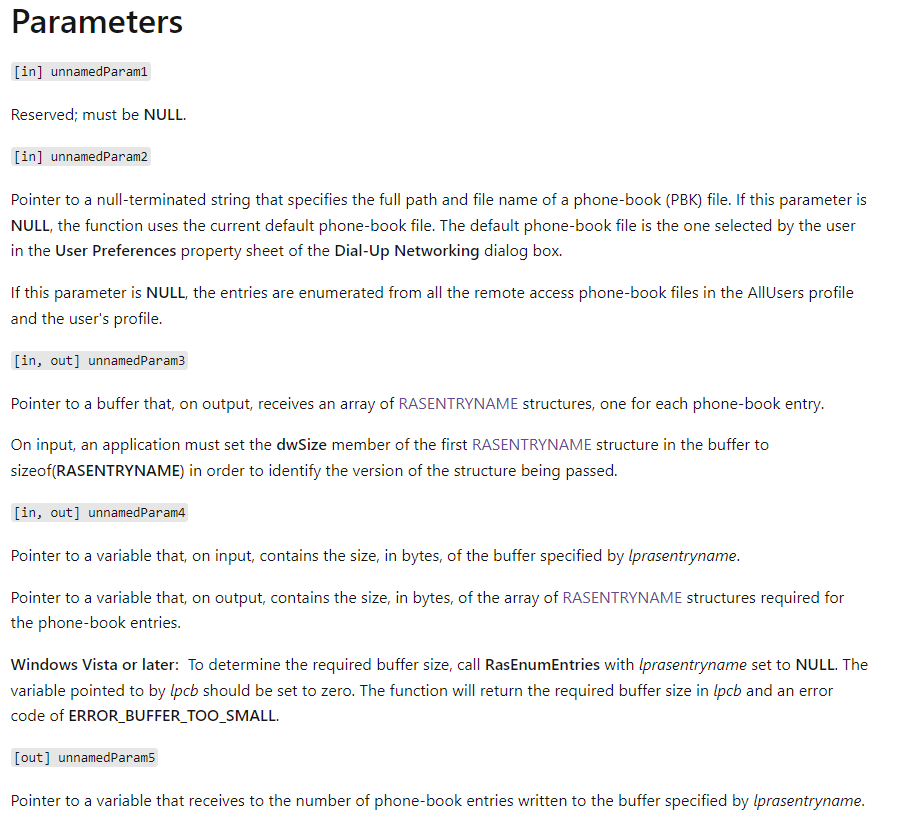 Parameters
[in] unnamedParam1
Reserved; must be NULL.
[in] unnamedParam2
Pointer to a null-terminated string that specifies the full path and file name of a phone-book (PBK) file. If this parameter is
NULL, the function uses the current default phone-book file. The default phone-book file is the one selected by the user
in the User Preferences property sheet of the Dial-Up Networking dialog box.
If this parameter is NULL, the entries are enumerated from all the remote access phone-book files in the AllUsers profile
and the user's profile.
[in, out] unnamedParam3
Pointer to a buffer that, on output, receives an array of RASENTRYNAME structures, one for each phone-book entry.
On input, an application must set the dwSize member of the first RASENTRYNAME structure in the buffer to
sizeof(RASENTRYNAME) in order to identify the version of the structure being passed.
[in, out] unnamedParam4
Pointer to a variable that, on input, contains the size, in bytes, of the buffer specified by lprasentryname.
Pointer to a variable that, on output, contains the size, in bytes, of the array of RASENTRYNAME structures required for
the phone-book entries.
Windows Vista or later: To determine the required buffer size, call RasEnumEntries with lprasentryname set to NULL. The
variable pointed to by lpcb should be set to zero. The function will return the required buffer size in lpcb and an error
code of ERROR_BUFFER_TOO_SMALL.
[out] unnamedParam5
Pointer to a variable that receives to the number of phone-book entries written to the buffer specified by lprasentryname.